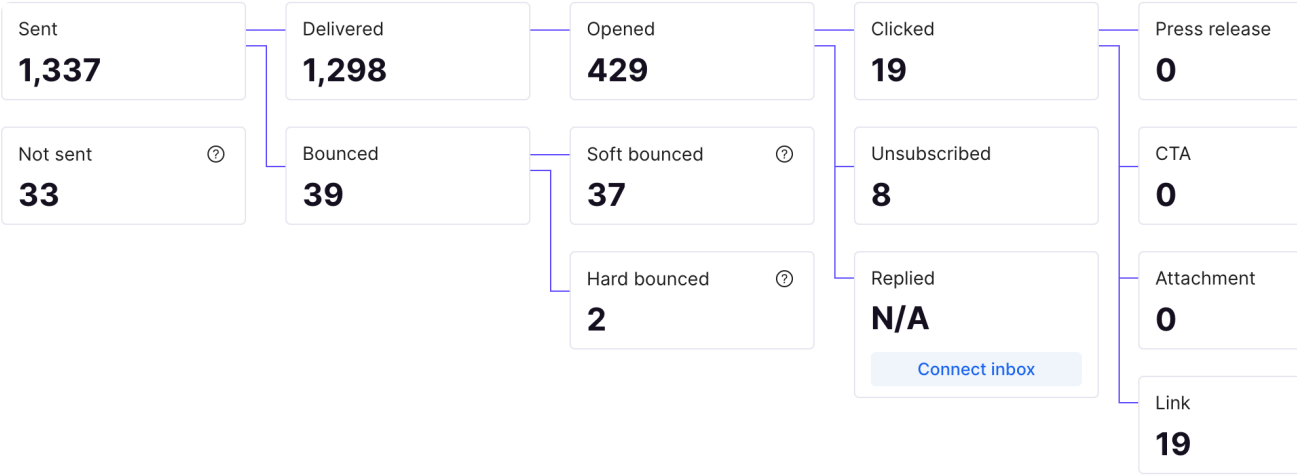 Sent
1,337
Delivered
1,298
Opened
429
Clicked
19
Press release
0
Not sent
33
Bounced
39
Soft bounced
37
Unsubscribed
8
CTA
0
Hard bounced
2
Replied
N/A
Connect inbox
Attachment
0
Link
19